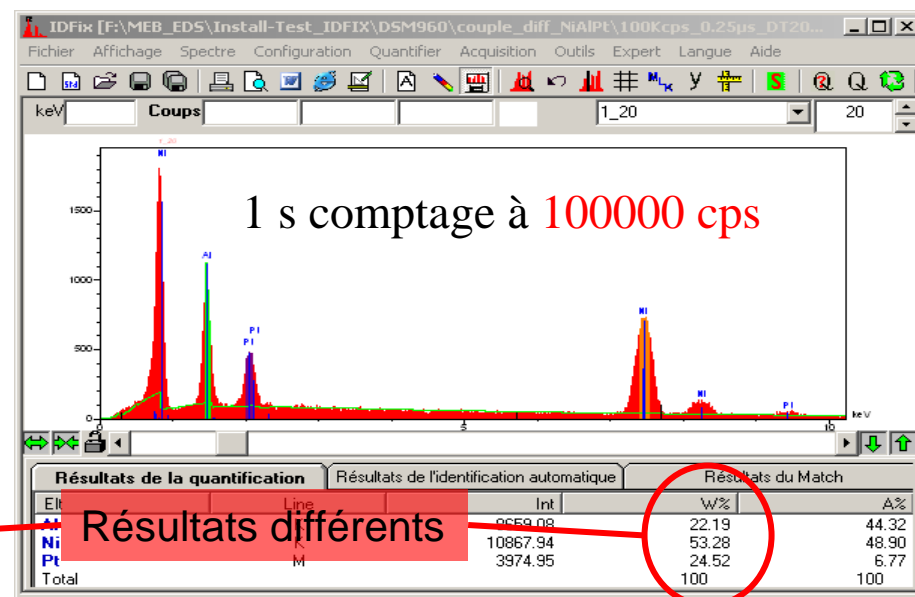 IDFix [F:\MEB_EDS\Install-Test_IDFIX\DSM960\couple_diff_NiAlPt\100Kcps_0.25µs_DT20...
Fichier Affichage Spectre Configuration Quantifier Acquisition Outils Expert Langue Aide
keV Coups 1_20 20
1_20
Ni
1 s comptage à 100000 cps
1500
Al
1000
Ni
Pt
Pt
500
Ni
Pt
0
keV
0 5 10
Résultats de la quantification Résultats de l'identification automatique Résultats du Match
Elt Line Int W% A%
22.19 44.32
Résultats différents
Ni K 10867.94 53.28 48.90
Pt M 3974.95 24.52 6.77
Total 100 100